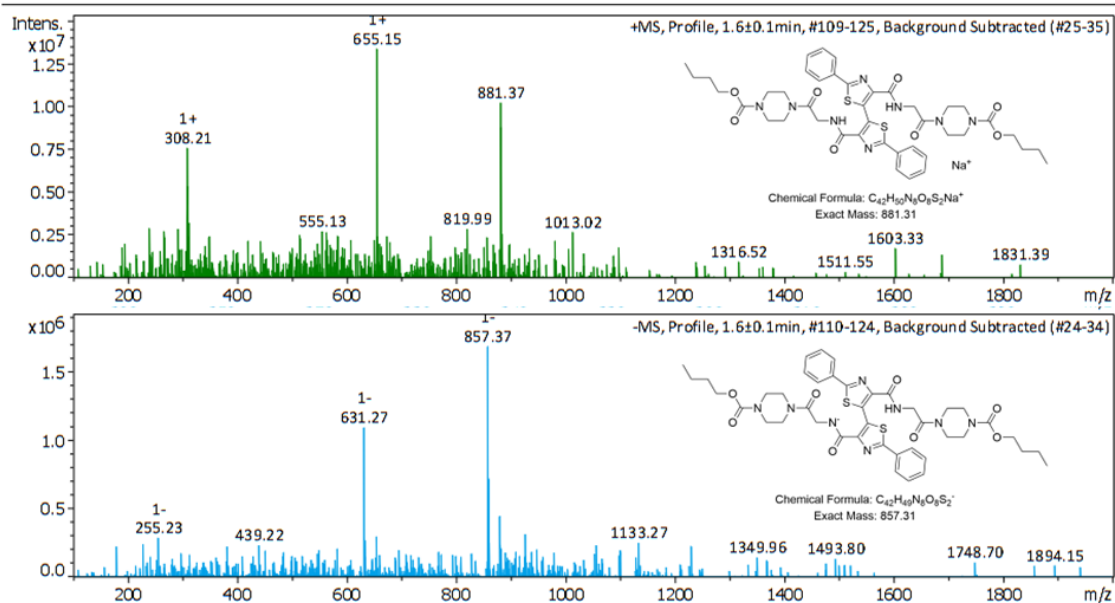 Intens.
x10⁷
+MS, Profile, 1.6±0.1min, #109-125, Background Subtracted (#25-35)
1+
655.15
1.25
881.37
1.00
1+
308.21
0.75
0.50
555.13
819.99
1013.02
0.25
1316.52
1511.55
1603.33
1831.39
0.00
200 400 600 800 1000 1200 1400 1600 1800 m/z
N S O NH HN O N Na⁺
Chemical Formula: C₄₂H₅₀N₈O₈S₂Na⁺
Exact Mass: 881.31
x10⁶
-MS, Profile, 1.6±0.1min, #110-124, Background Subtracted (#24-34)
1-
857.37
1.5
1-
631.27
1.0
0.5
1-
255.23
439.22
1133.27
1349.96
1493.80
1748.70
1894.15
0.0
200 400 600 800 1000 1200 1400 1600 1800 m/z
N S O N⁻ HN O N
Chemical Formula: C₄₂H₄₉N₈O₈S₂⁻
Exact Mass: 857.31